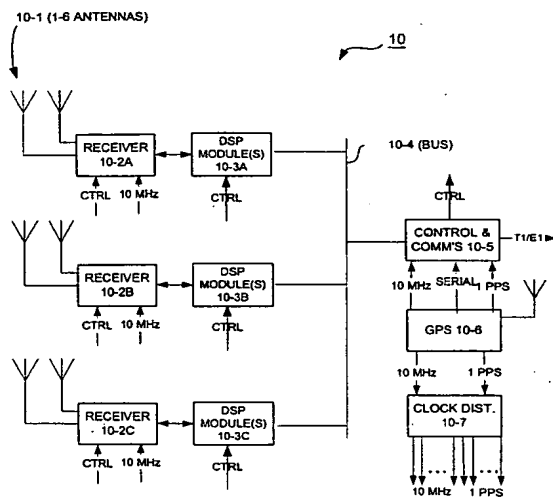 10-1 (1-6 ANTENNAS)
10
RECEIVER
10-2A
DSP
MODULE(S)
10-3A
10-4 (BUS)
CTRL
10 MHz
CTRL
CTRL
CONTROL &
COMM'S 10-5
T1/E1
RECEIVER
10-2B
DSP
MODULE(S)
10-3B
10 MHz
SERIAL
1 PPS
CTRL
10 MHz
CTRL
GPS 10-6
10 MHz
1 PPS
RECEIVER
10-2C
DSP
MODULE(S)
10-3C
CLOCK DIST.
10-7
CTRL
10 MHz
CTRL
10 MHz
1 PPS